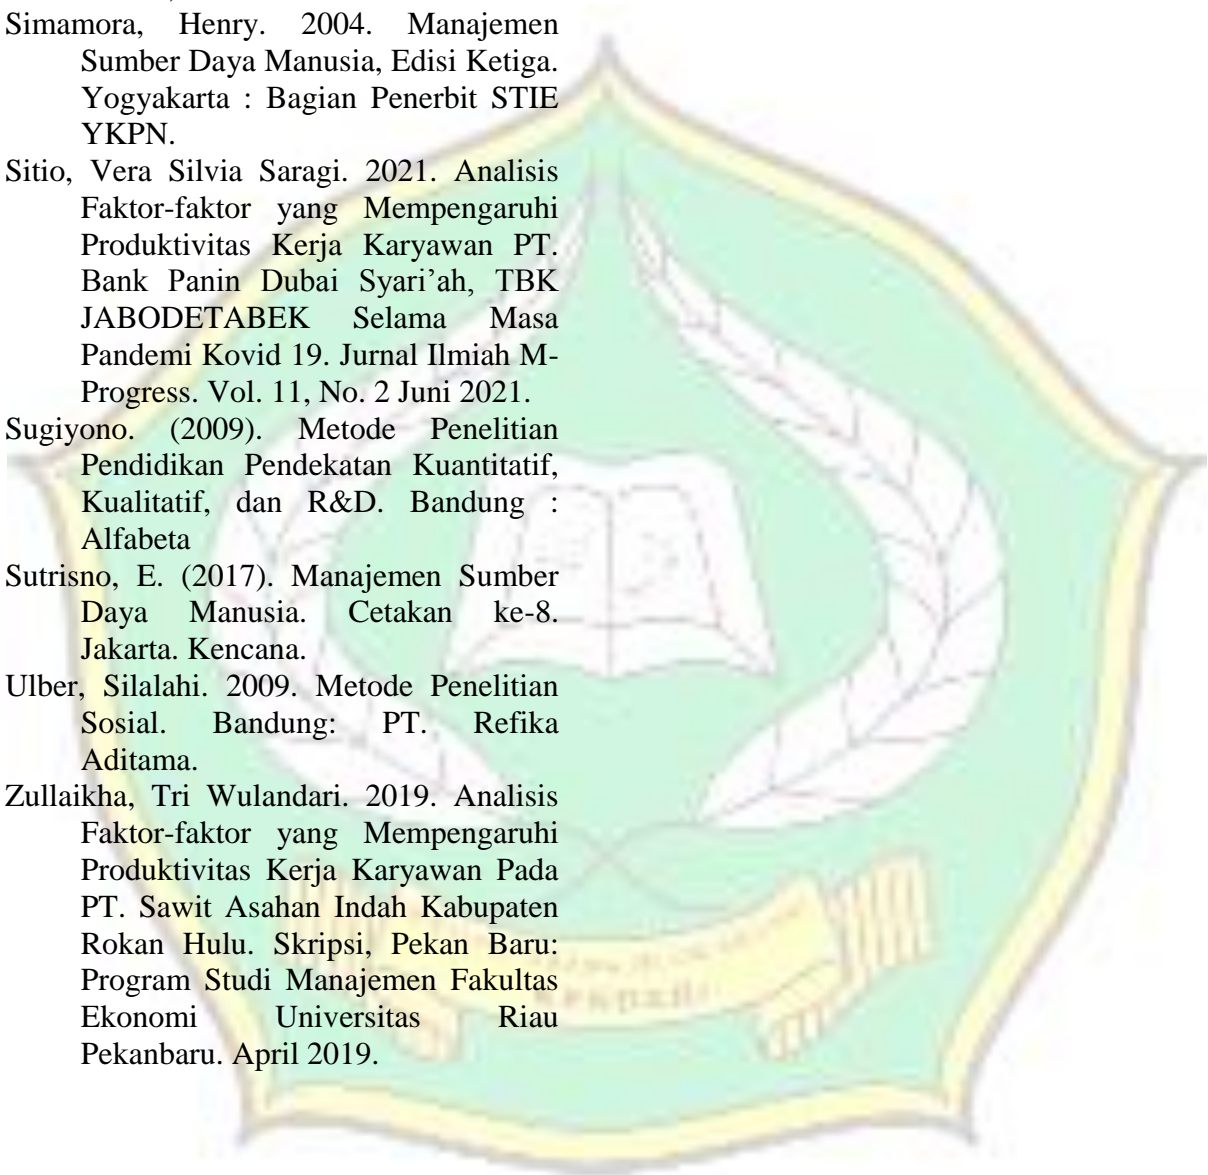 Simamora, Henry. 2004. Manajemen
Sumber Daya Manusia, Edisi Ketiga.
Yogyakarta : Bagian Penerbit STIE
YKPN.
Sitio, Vera Silvia Saragi. 2021. Analisis
Faktor-faktor yang Mempengaruhi
Produktivitas Kerja Karyawan PT.
Bank Panin Dubai Syari’ah, TBK
JABODETABEK Selama Masa
Pandemi Kovid 19. Jurnal Ilmiah M-
Progress. Vol. 11, No. 2 Juni 2021.
Sugiyono. (2009). Metode Penelitian
Pendidikan Pendekatan Kuantitatif,
Kualitatif, dan R&D. Bandung :
Alfabeta
Sutrisno, E. (2017). Manajemen Sumber
Daya Manusia. Cetakan ke-8.
Jakarta. Kencana.
Ulber, Silalahi. 2009. Metode Penelitian
Sosial. Bandung: PT. Refika
Aditama.
Zullaikha, Tri Wulandari. 2019. Analisis
Faktor-faktor yang Mempengaruhi
Produktivitas Kerja Karyawan Pada
PT. Sawit Asahan Indah Kabupaten
Rokan Hulu. Skripsi, Pekan Baru:
Program Studi Manajemen Fakultas
Ekonomi Universitas Riau
Pekanbaru. April 2019.